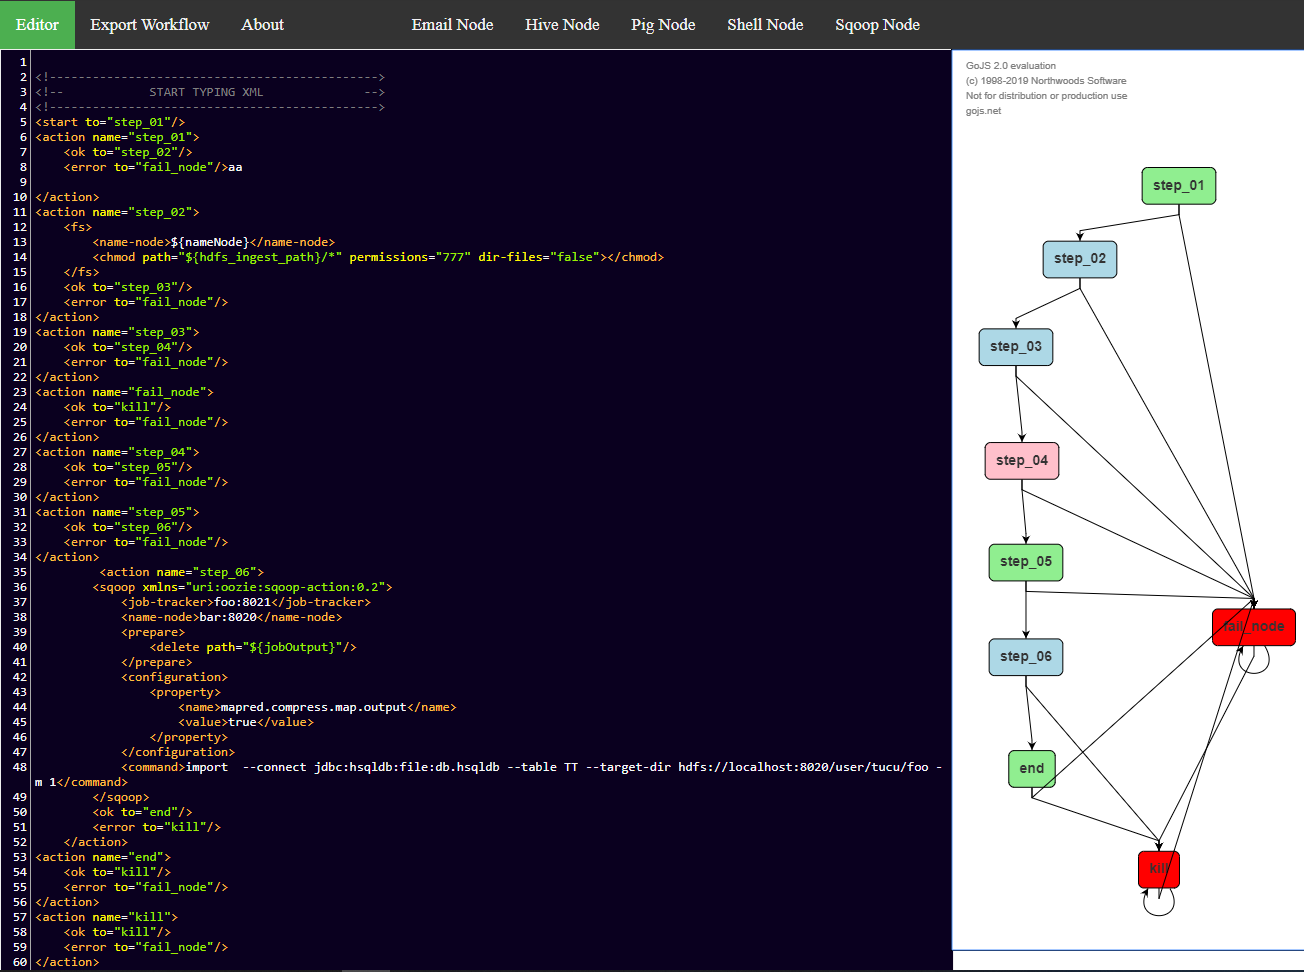 Editor Export Workflow About Email Node Hive Node Pig Node Shell Node Sqoop Node
1
2 <!---------------------------------------------->
3 <!--            START TYPING XML              -->
4 <!---------------------------------------------->
5 <start to="step_01"/>
6 <action name="step_01">
7     <ok to="step_02"/>
8     <error to="fail_node"/>aa
9
10 </action>
11 <action name="step_02">
12     <fs>
13         <name-node>${nameNode}</name-node>
14         <chmod path="${hdfs_ingest_path}/*" permissions="777" dir-files="false"></chmod>
15     </fs>
16     <ok to="step_03"/>
17     <error to="fail_node"/>
18 </action>
19 <action name="step_03">
20     <ok to="step_04"/>
21     <error to="fail_node"/>
22 </action>
23 <action name="fail_node">
24     <ok to="kill"/>
25     <error to="fail_node"/>
26 </action>
27 <action name="step_04">
28     <ok to="step_05"/>
29     <error to="fail_node"/>
30 </action>
31 <action name="step_05">
32     <ok to="step_06"/>
33     <error to="fail_node"/>
34 </action>
35          <action name="step_06">
36         <sqoop xmlns="uri:oozie:sqoop-action:0.2">
37             <job-tracker>foo:8021</job-tracker>
38             <name-node>bar:8020</name-node>
39             <prepare>
40                 <delete path="${jobOutput}"/>
41             </prepare>
42             <configuration>
43                 <property>
44                     <name>mapred.compress.map.output</name>
45                     <value>true</value>
46                 </property>
47             </configuration>
48             <command>import  --connect jdbc:hsqldb:file:db.hsqldb --table TT --target-dir hdfs://localhost:8020/user/tucu/foo -
m 1</command>
49         </sqoop>
50         <ok to="end"/>
51         <error to="kill"/>
52     </action>
53 <action name="end">
54     <ok to="kill"/>
55     <error to="fail_node"/>
56 </action>
57 <action name="kill">
58     <ok to="kill"/>
59     <error to="fail_node"/>
60 </action>
GoJS 2.0 evaluation
(c) 1998-2019 Northwoods Software
Not for distribution or production use
gojs.net
step_01
step_02
step_03
step_04
step_05
fail_node
step_06
end
kill